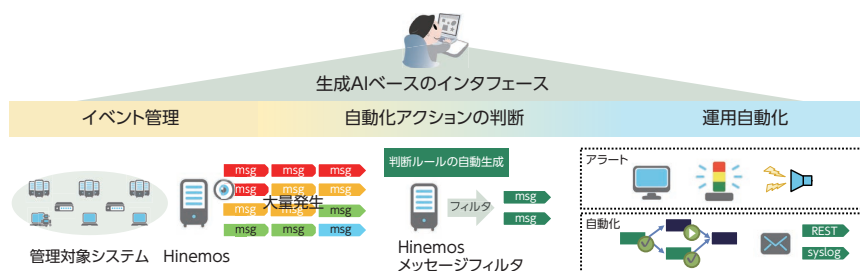 生成AIベースのインタフェース
イベント管理
自動化アクションの判断
運用自動化
管理対象システム
Hinemos
msg msg msg
msg msg msg
msg msg msg
msg msg msg
大量発生
判断ルールの自動生成
フィルタ
msg
msg
Hinemos
メッセージフィルタ
アラート
自動化
REST
syslog